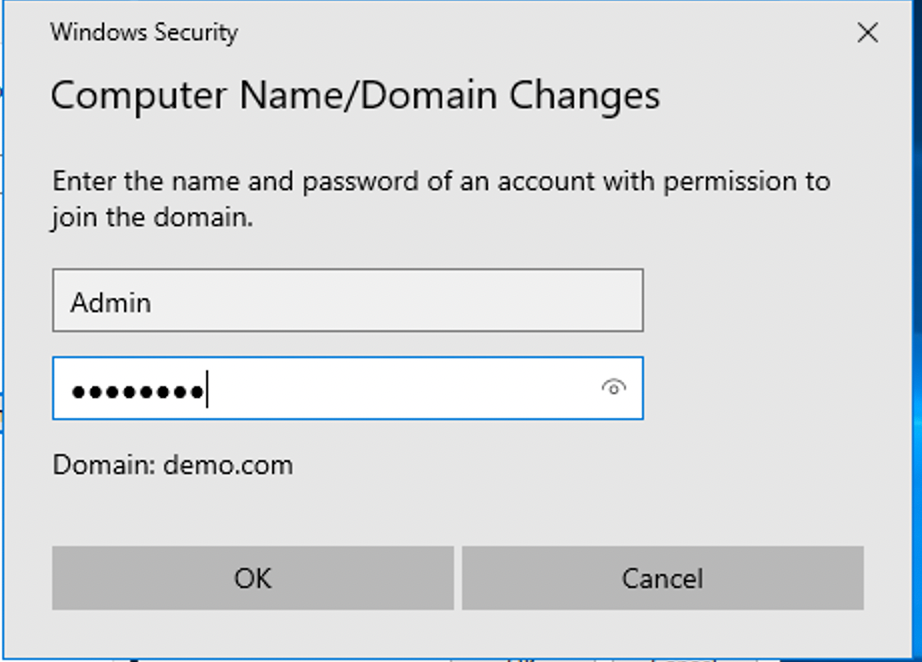 Windows Security
Computer Name/Domain Changes
Enter the name and password of an account with permission to
join the domain.
Admin
●●●●●●●●
Domain: demo.com
OK
Cancel